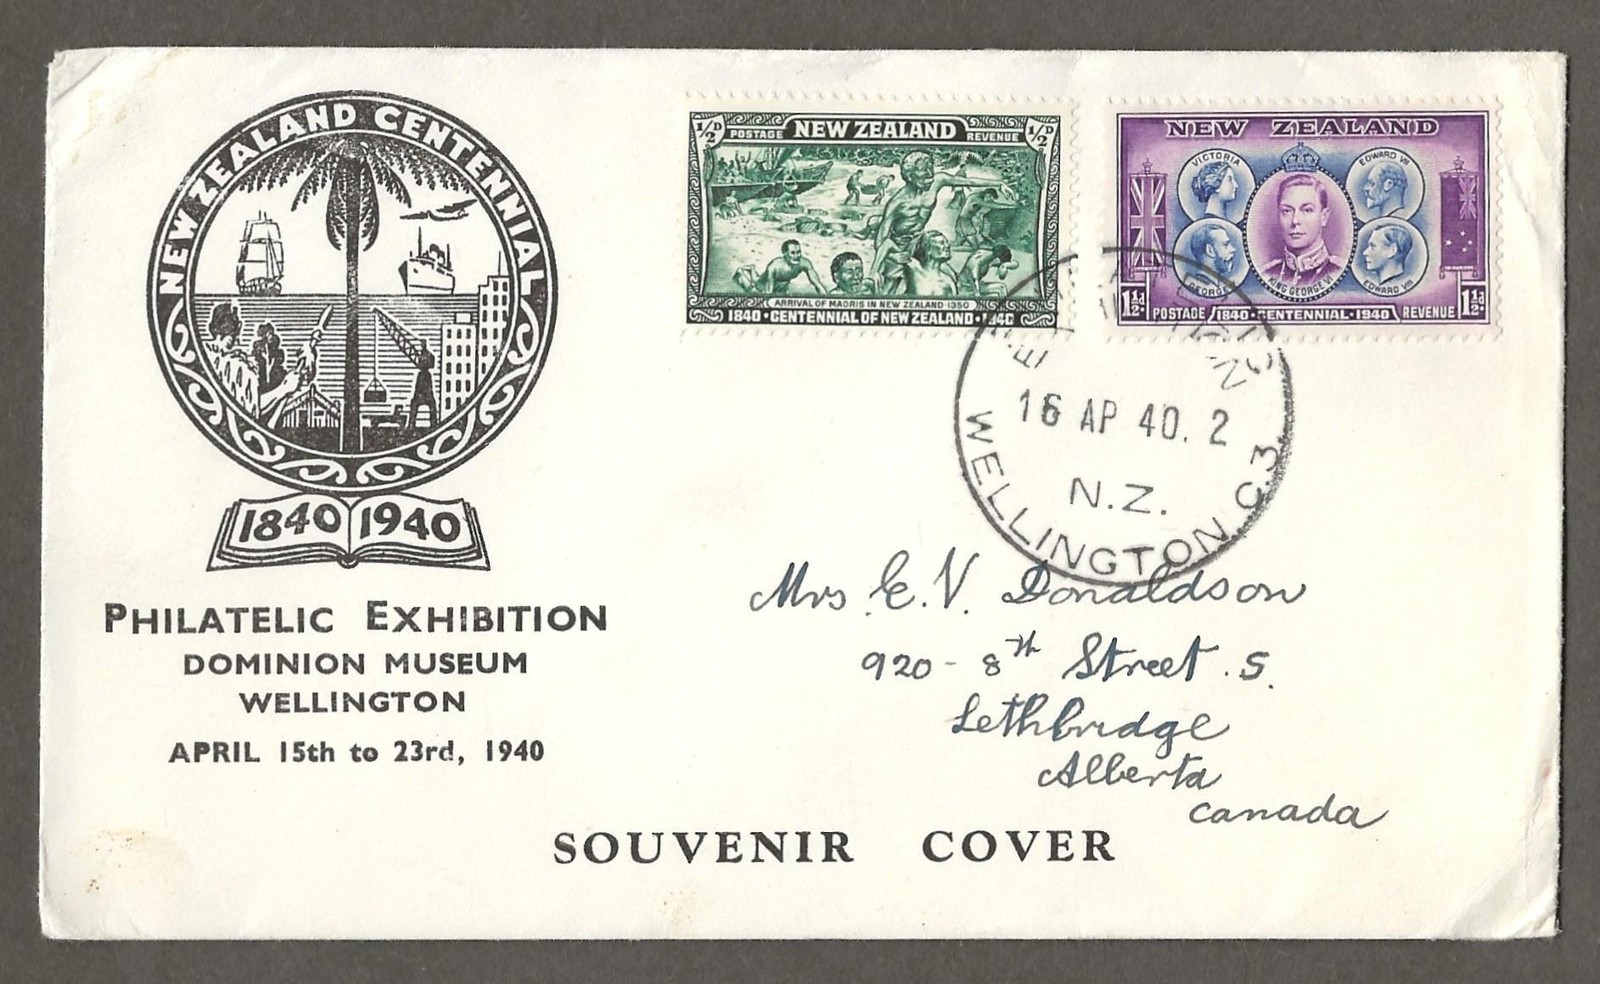 NEW ZEALAND CENTENNIAL
1840 1940
PHILATELIC EXHIBITION
DOMINION MUSEUM
WELLINGTON
APRIL 15th to 23rd, 1940
½D POSTAGE NEW ZEALAND REVENUE ½D
ARRIVAL OF MAORIS IN NEW ZEALAND·1350
1840·CENTENNIAL OF NEW ZEALAND·1940
NEW ZEALAND
VICTORIA EDWARD VII
GEORGE KING GEORGE VI EDWARD VIII
1½d POSTAGE 1840·CENTENNIAL·1940 REVENUE 1½d
16 AP 40. 2
N.Z.
WELLINGTON. C.3.
Mrs E. V. Donaldson
920 - 8th Street. S.
Lethbridge
Alberta
Canada
SOUVENIR COVER